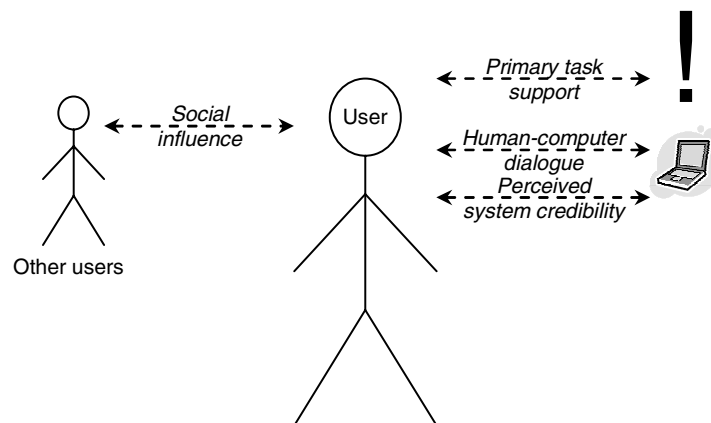 Primary task
support
Social
influence
User
Human-computer
dialogue
Perceived
system credibility
Other users
!